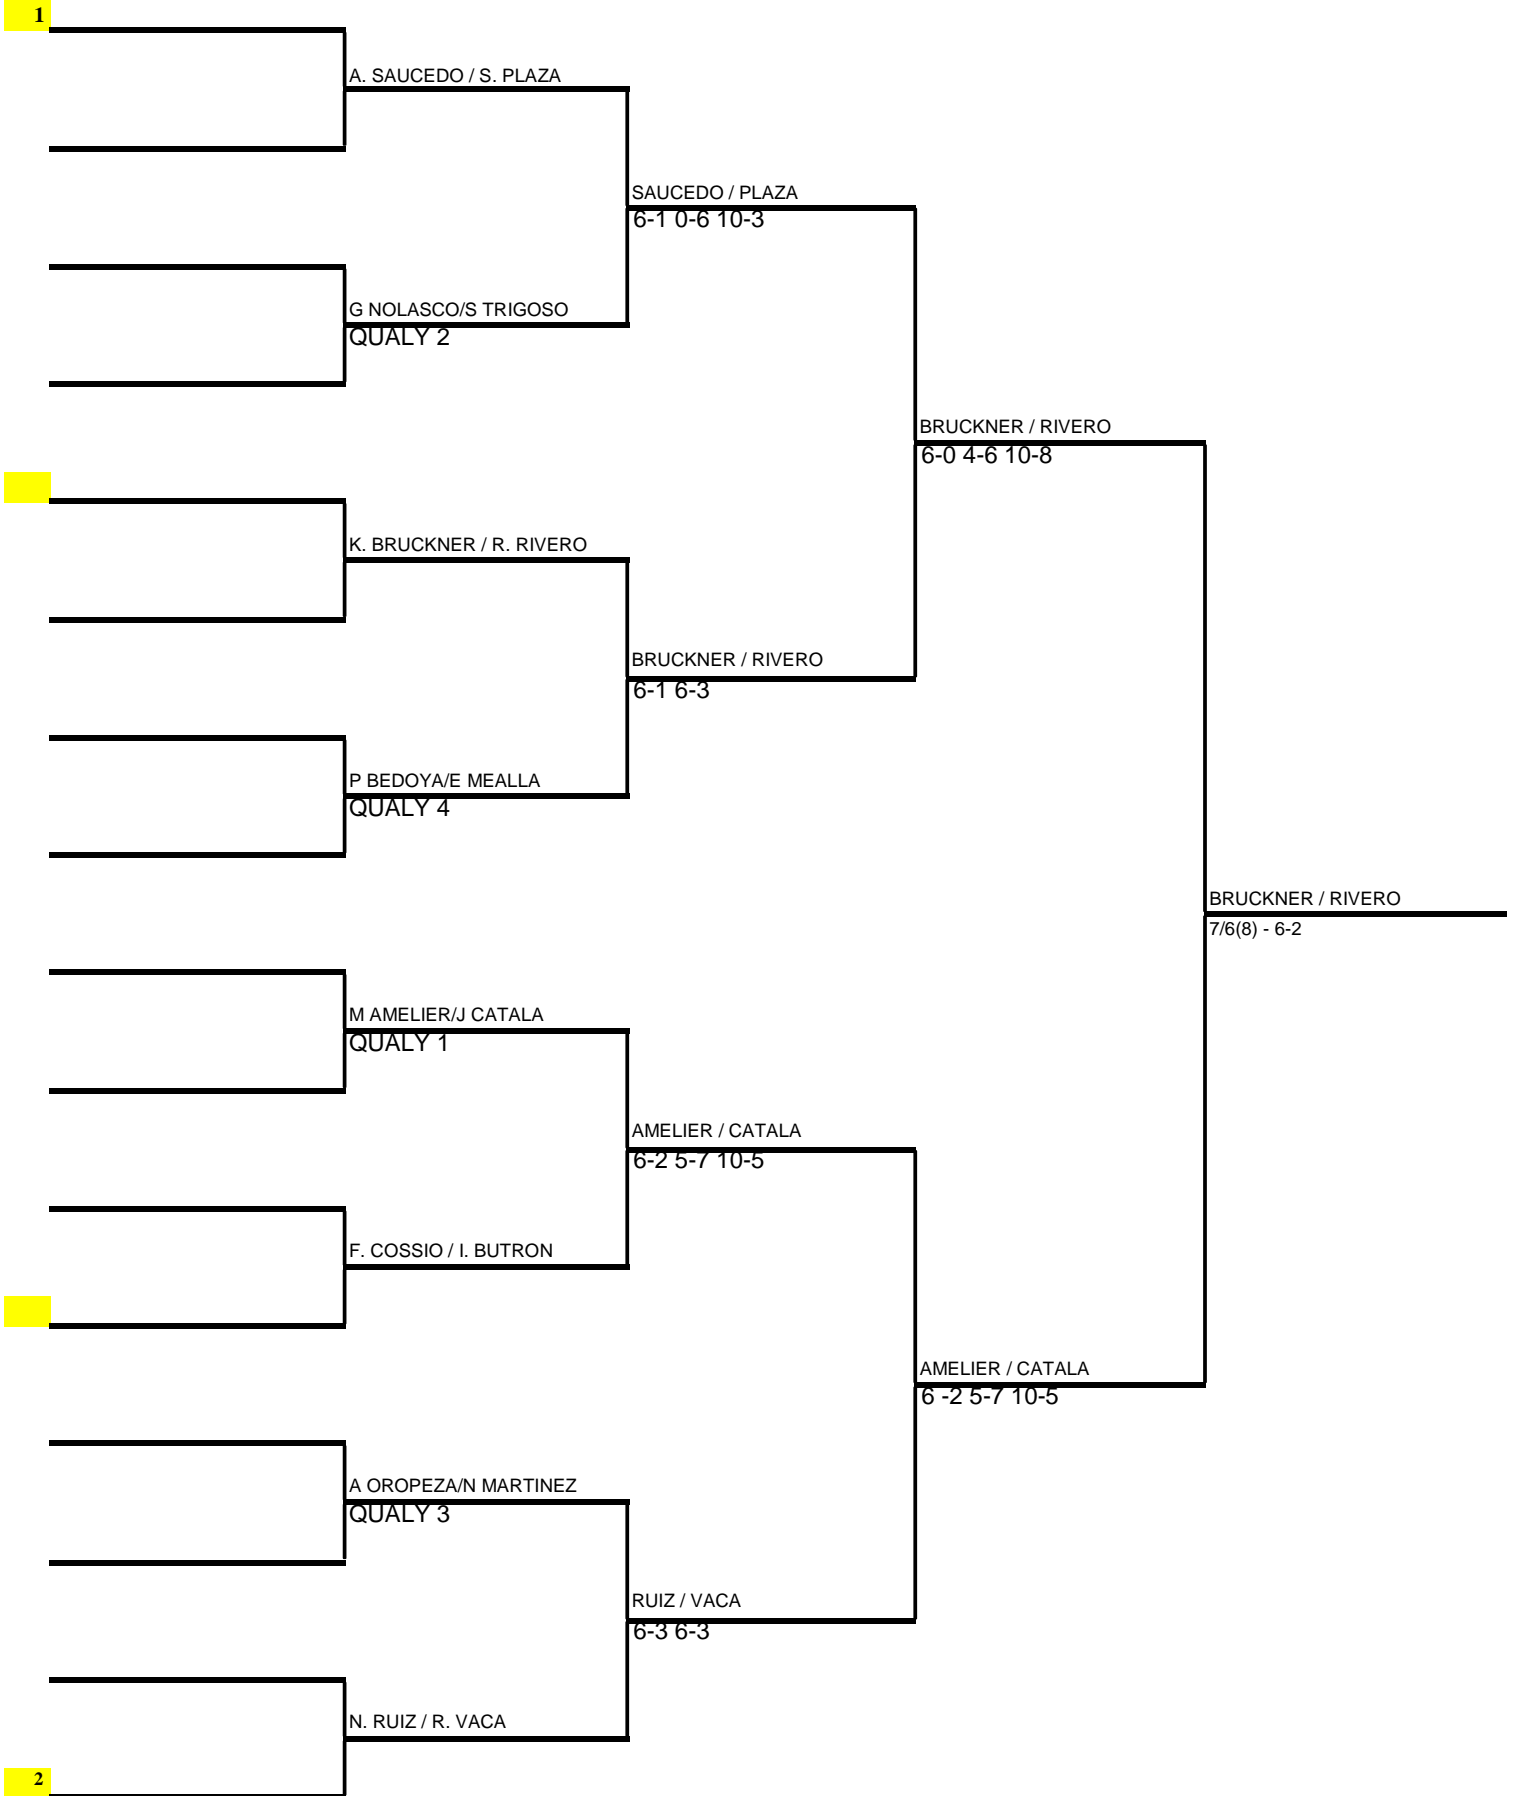 1
A. SAUCEDO / S. PLAZA
SAUCEDO / PLAZA
6-1 0-6 10-3
G NOLASCO/S TRIGOSO
QUALY 2
BRUCKNER / RIVERO
6-0 4-6 10-8
K. BRUCKNER / R. RIVERO
BRUCKNER / RIVERO
6-1 6-3
P BEDOYA/E MEALLA
QUALY 4
BRUCKNER / RIVERO
7/6(8) - 6-2
M AMELIER/J CATALA
QUALY 1
AMELIER / CATALA
6-2 5-7 10-5
F. COSSIO / I. BUTRON
AMELIER / CATALA
6 -2 5-7 10-5
A OROPEZA/N MARTINEZ
QUALY 3
RUIZ / VACA
6-3 6-3
N. RUIZ / R. VACA
2